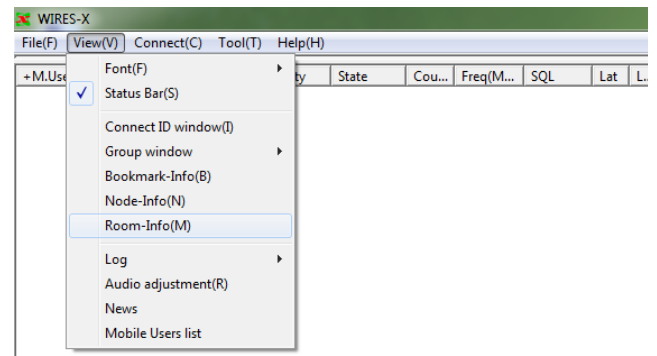 WIRES-X
File(F) View(V) Connect(C) Tool(T) Help(H)
+M.Use ty State Cou... Freq(M... SQL Lat L..
Font(F)
Status Bar(S)
Connect ID window(I)
Group window
Bookmark-Info(B)
Node-Info(N)
Room-Info(M)
Log
Audio adjustment(R)
News
Mobile Users list